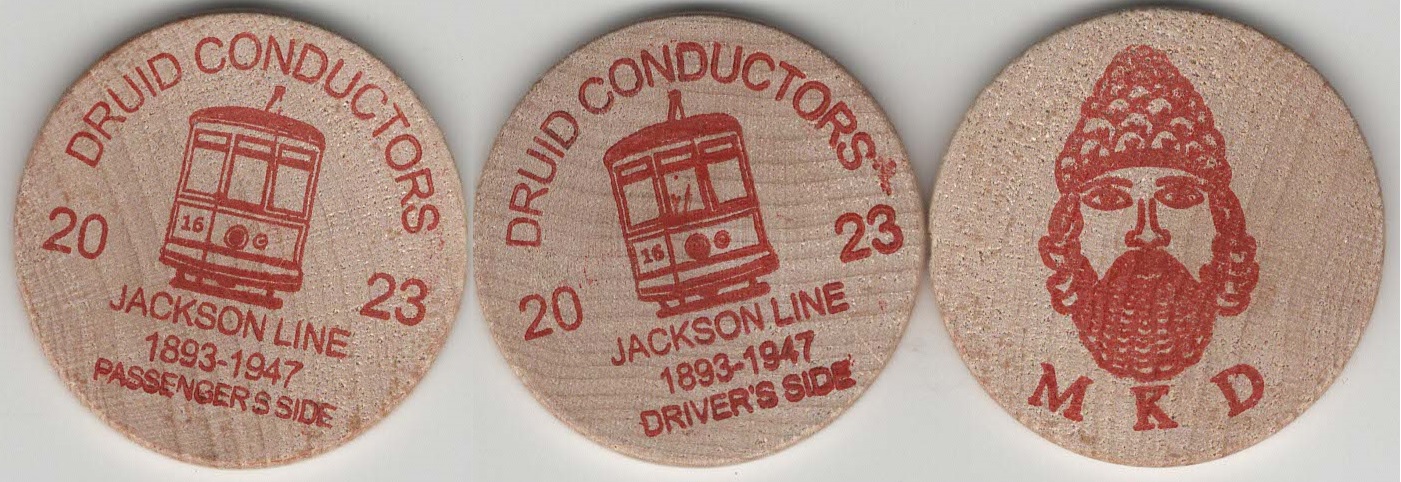 DRUID CONDUCTORS
20 23
16
JACKSON LINE
1893-1947
PASSENGER'S SIDE
DRUID CONDUCTORS
20 23
16
JACKSON LINE
1893-1947
DRIVER'S SIDE
M K D